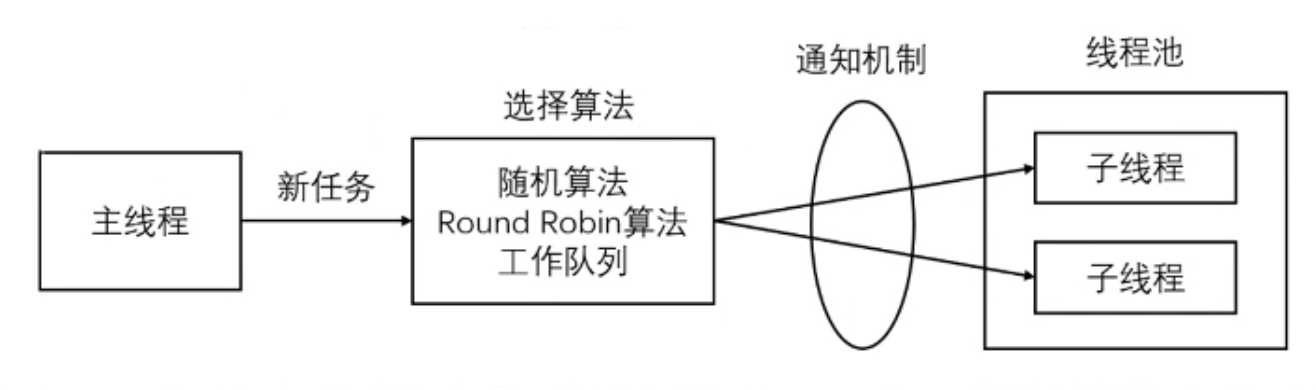 主线程
新任务
选择算法
随机算法
Round Robin算法
工作队列
通知机制
线程池
子线程
子线程